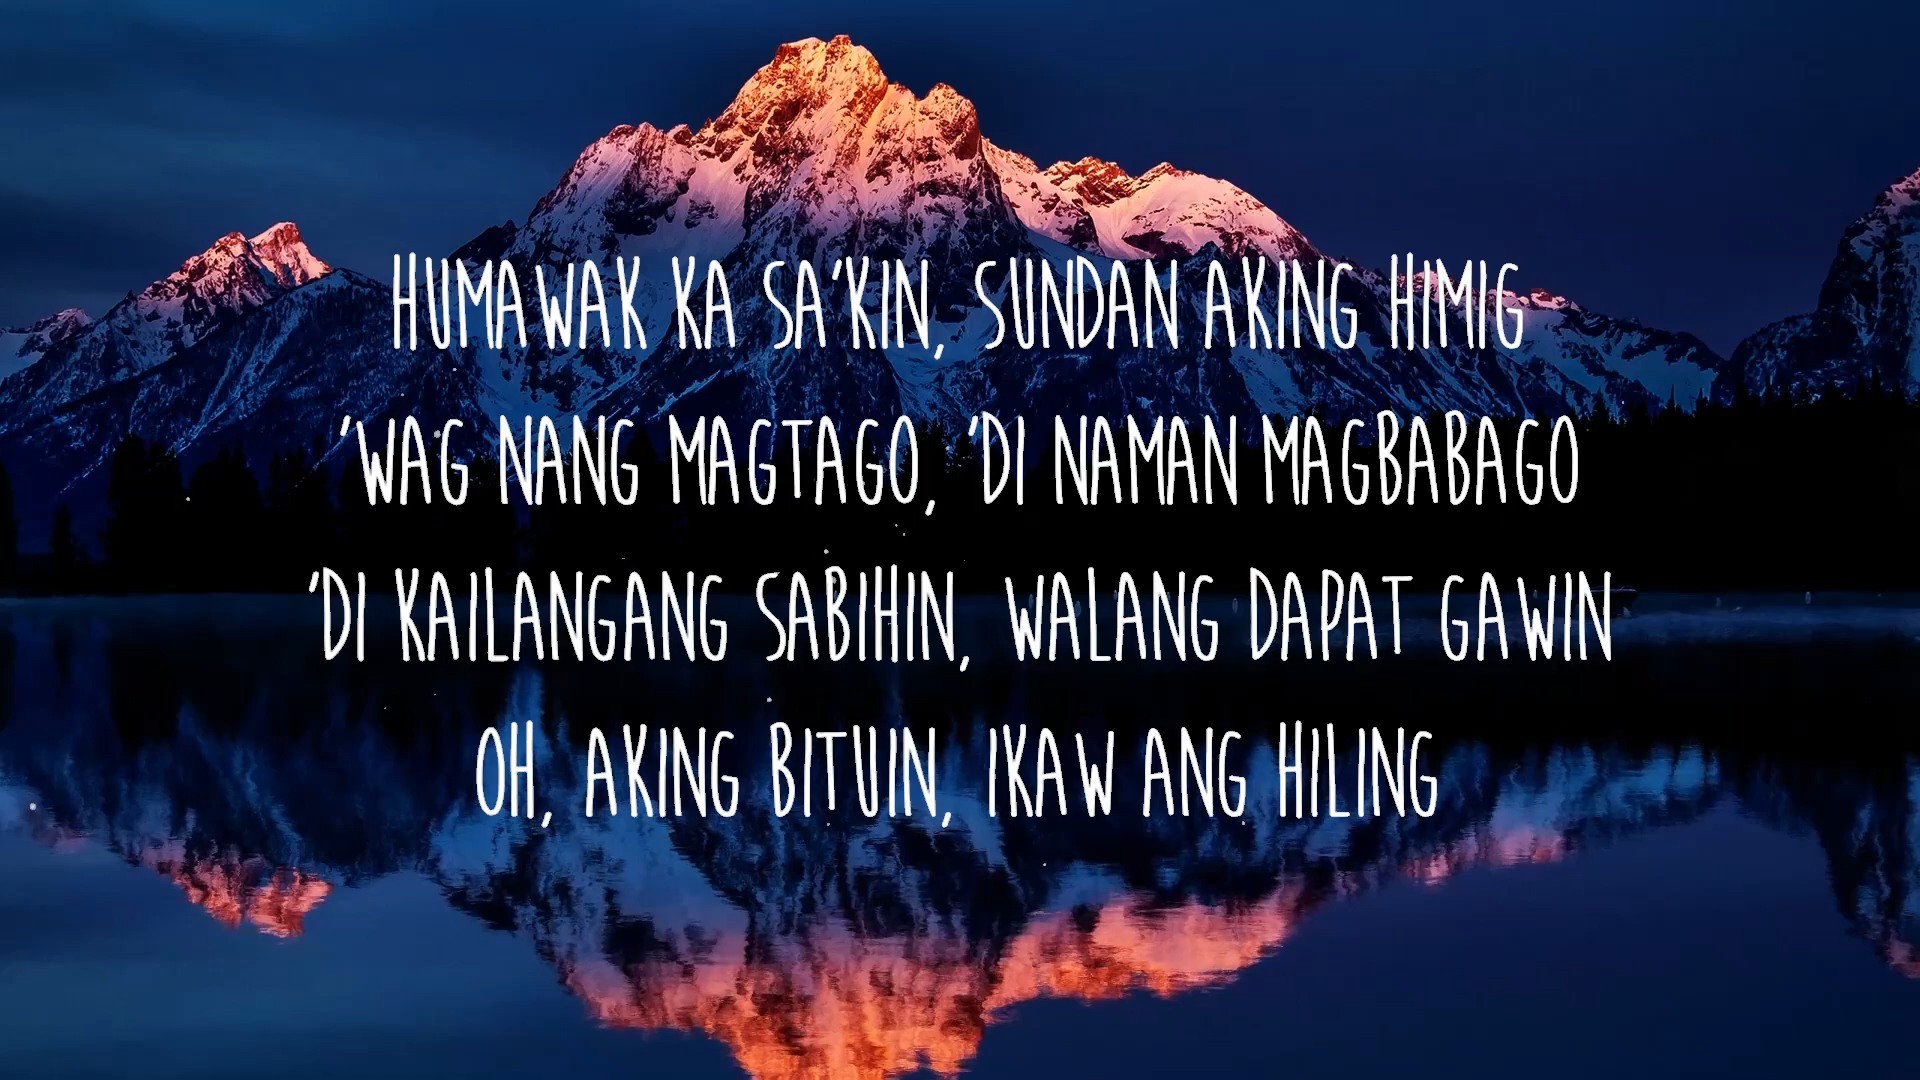 HUMAWAK KA SA'KIN, SUNDAN AKING HIMIG
'WAG NANG MAGTAGO, 'DI NAMAN MAGBABAGO
'DI KAILANGANG SABIHIN, WALANG DAPAT GAWIN
OH, AKING BITUIN, IKAW ANG HILING